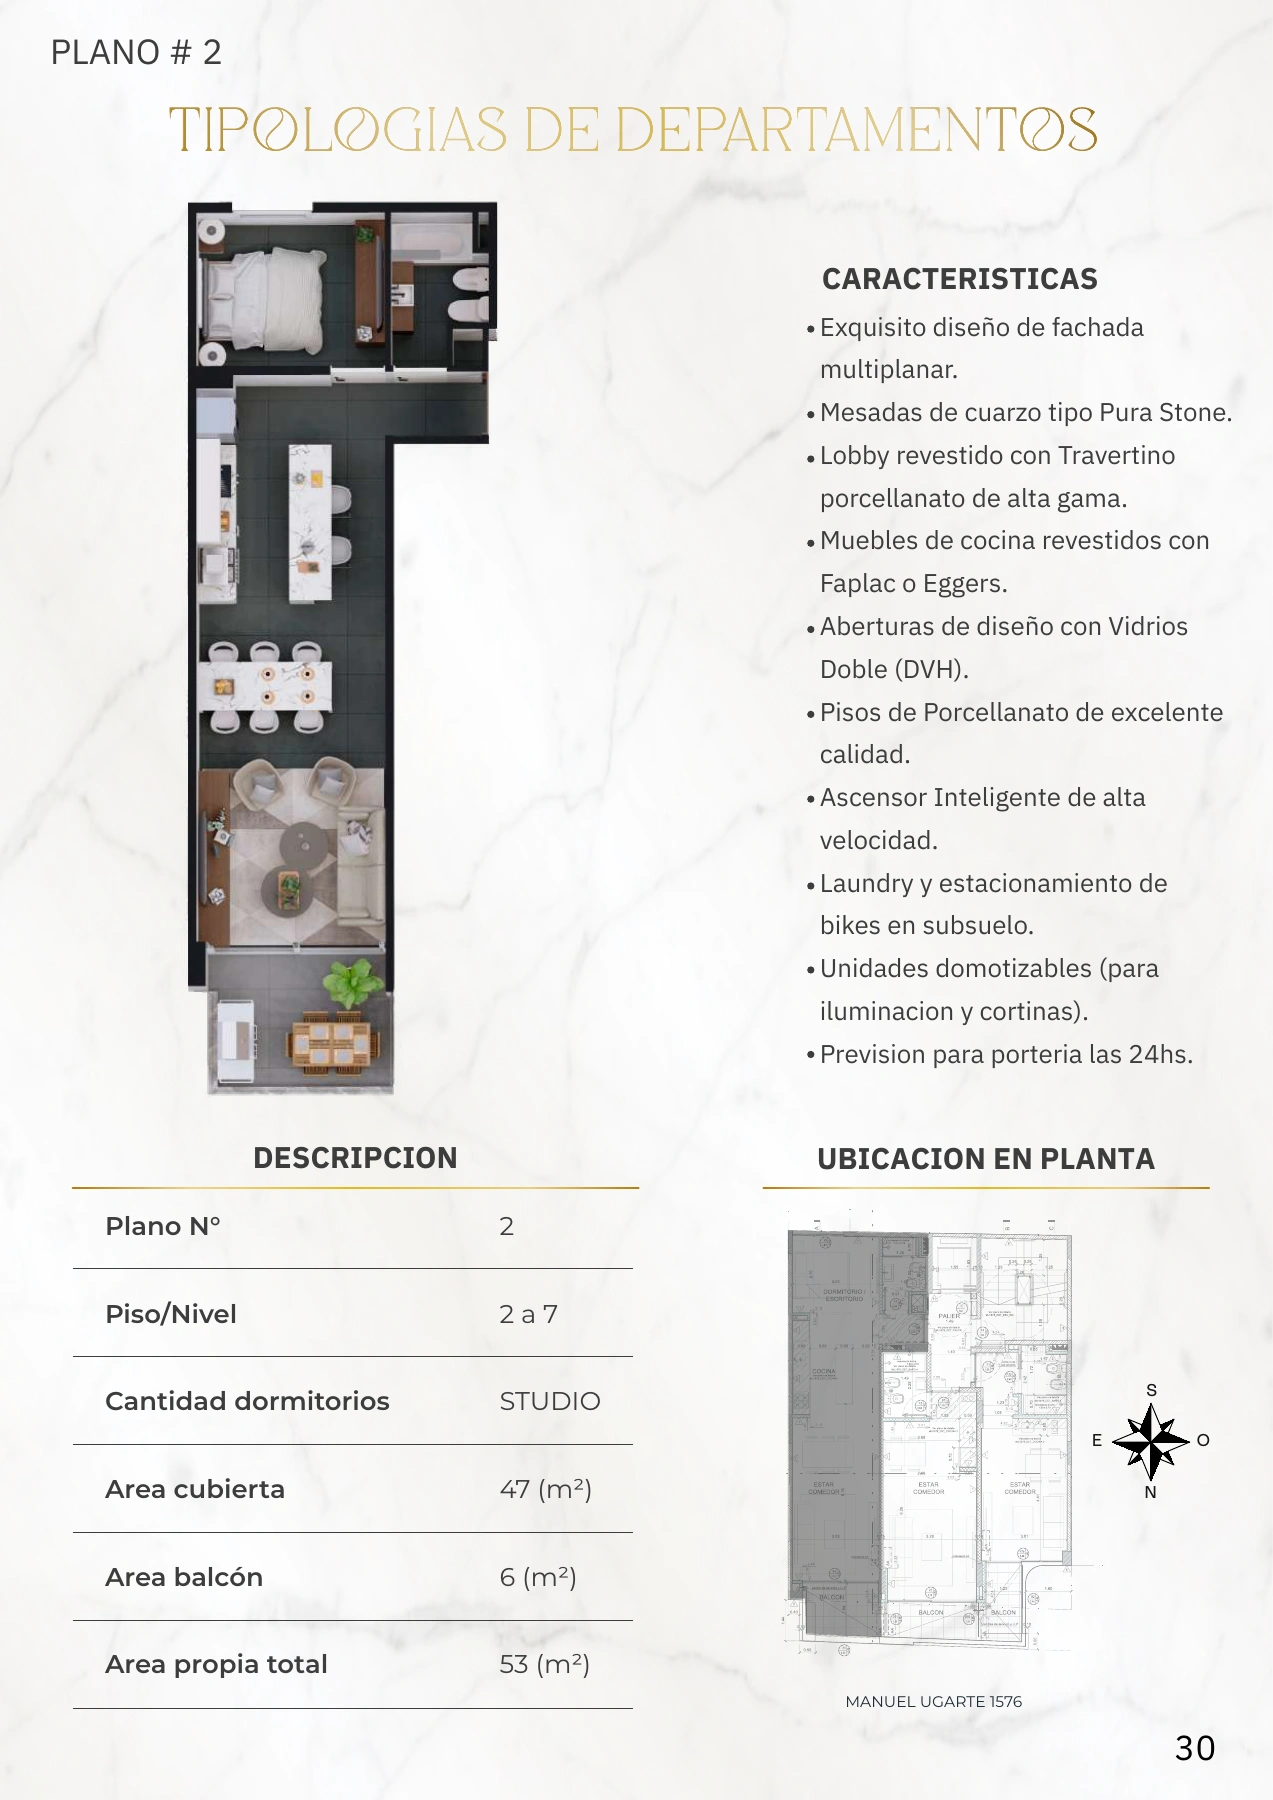 PLANO # 2
TIPOLOGIAS DE DEPARTAMENTOS
CARACTERISTICAS
• Exquisito diseño de fachada
multiplanar.
• Mesadas de cuarzo tipo Pura Stone.
• Lobby revestido con Travertino
porcellanato de alta gama.
• Muebles de cocina revestidos con
Faplac o Eggers.
• Aberturas de diseño con Vidrios
Doble (DVH).
• Pisos de Porcellanato de excelente
calidad.
• Ascensor Inteligente de alta
velocidad.
• Laundry y estacionamiento de
bikes en subsuelo.
• Unidades domotizables (para
iluminacion y cortinas).
• Prevision para porteria las 24hs.
DESCRIPCION
Plano N° 2
Piso/Nivel 2 a 7
Cantidad dormitorios STUDIO
Area cubierta 47 (m²)
Area balcón 6 (m²)
Area propia total 53 (m²)
UBICACION EN PLANTA
DORMITORIO /
ESCRITORIO
PALIER
COCINA
ESTAR
COMEDOR
ESTAR
COMEDOR
ESTAR
COMEDOR
BALCON
BALCON
BALCON
S
E O
N
MANUEL UGARTE 1576
30